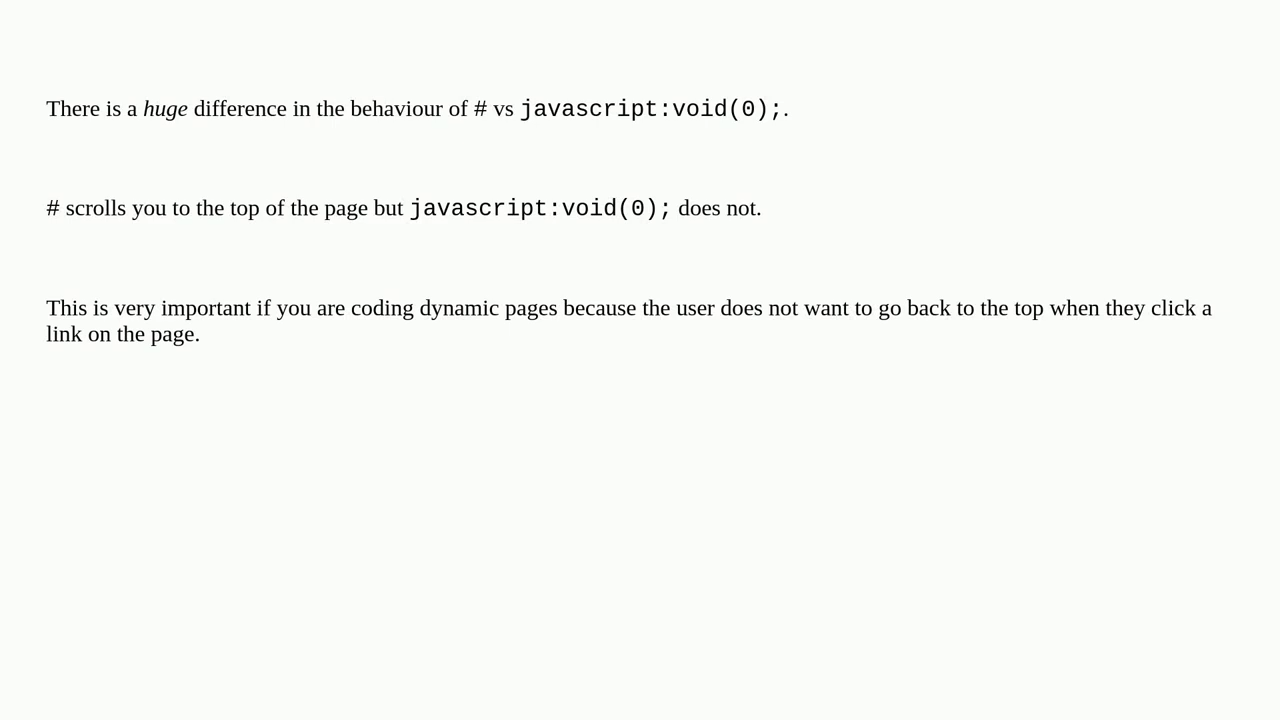 There is a huge difference in the behaviour of # vs javascript:void(0);.
# scrolls you to the top of the page but javascript:void(0); does not.
This is very important if you are coding dynamic pages because the user does not want to go back to the top when they click a
link on the page.